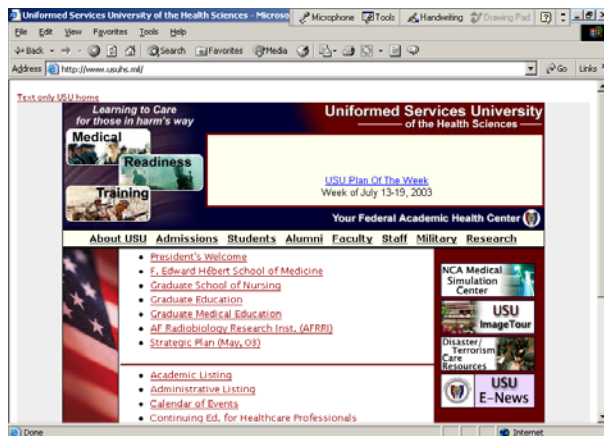 Uniformed Services University of the Health Sciences - Microso
Microphone Tools Handwriting Drawing Pad
File Edit View Favorites Tools Help
Back Search Favorites Media
Address http://www.usuhs.mil/ Go Links
Text only USU home
Learning to Care
for those in harm's way
Uniformed Services University
of the Health Sciences
Medical
Readiness
Training
USU Plan Of The Week
Week of July 13-19, 2003
Your Federal Academic Health Center
About USU Admissions Students Alumni Faculty Staff Military Research
President's Welcome
F. Edward Hébert School of Medicine
Graduate School of Nursing
Graduate Education
Graduate Medical Education
AF Radiobiology Research Inst. (AFRRI)
Strategic Plan (May, 03)
Academic Listing
Administrative Listing
Calendar of Events
Continuing Ed. for Healthcare Professionals
NCA Medical
Simulation
Center
USU
ImageTour
Disaster/
Terrorism
Care
Resources
USU
E-News
Done Internet